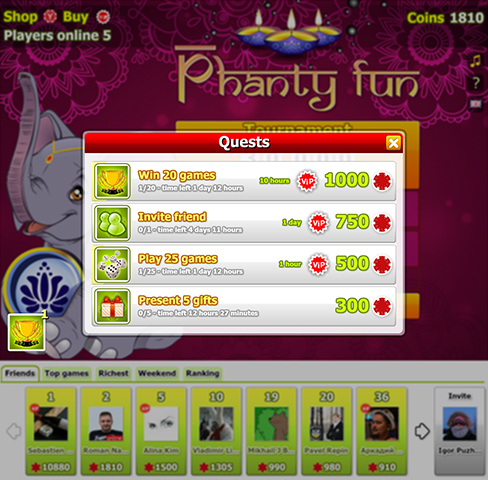 Shop Buy
Players online 5
Coins 1810
Phanty fun
?
Tournament
Quests
Win 20 games
1/20 - time left 1 day 12 hours
10 hours ViP 1000
Invite friend
0/1 - time left 4 days 11 hours
1 day ViP 750
Play 25 games
1/25 - time left 1 day 12 hours
1 hour ViP 500
Present 5 gifts
0/5 - time left 12 hours 27 minutes
300
1
Friends Top games Richest Weekend Ranking
1 2 5 10 19 20 36 Invite
Sebastien Roman Na... Alina Kim Vladimir Li... Mikhail J.B... Pavel Repin Аркадий Igor Puzh...
10880 1810 1500 1305 990 980 910